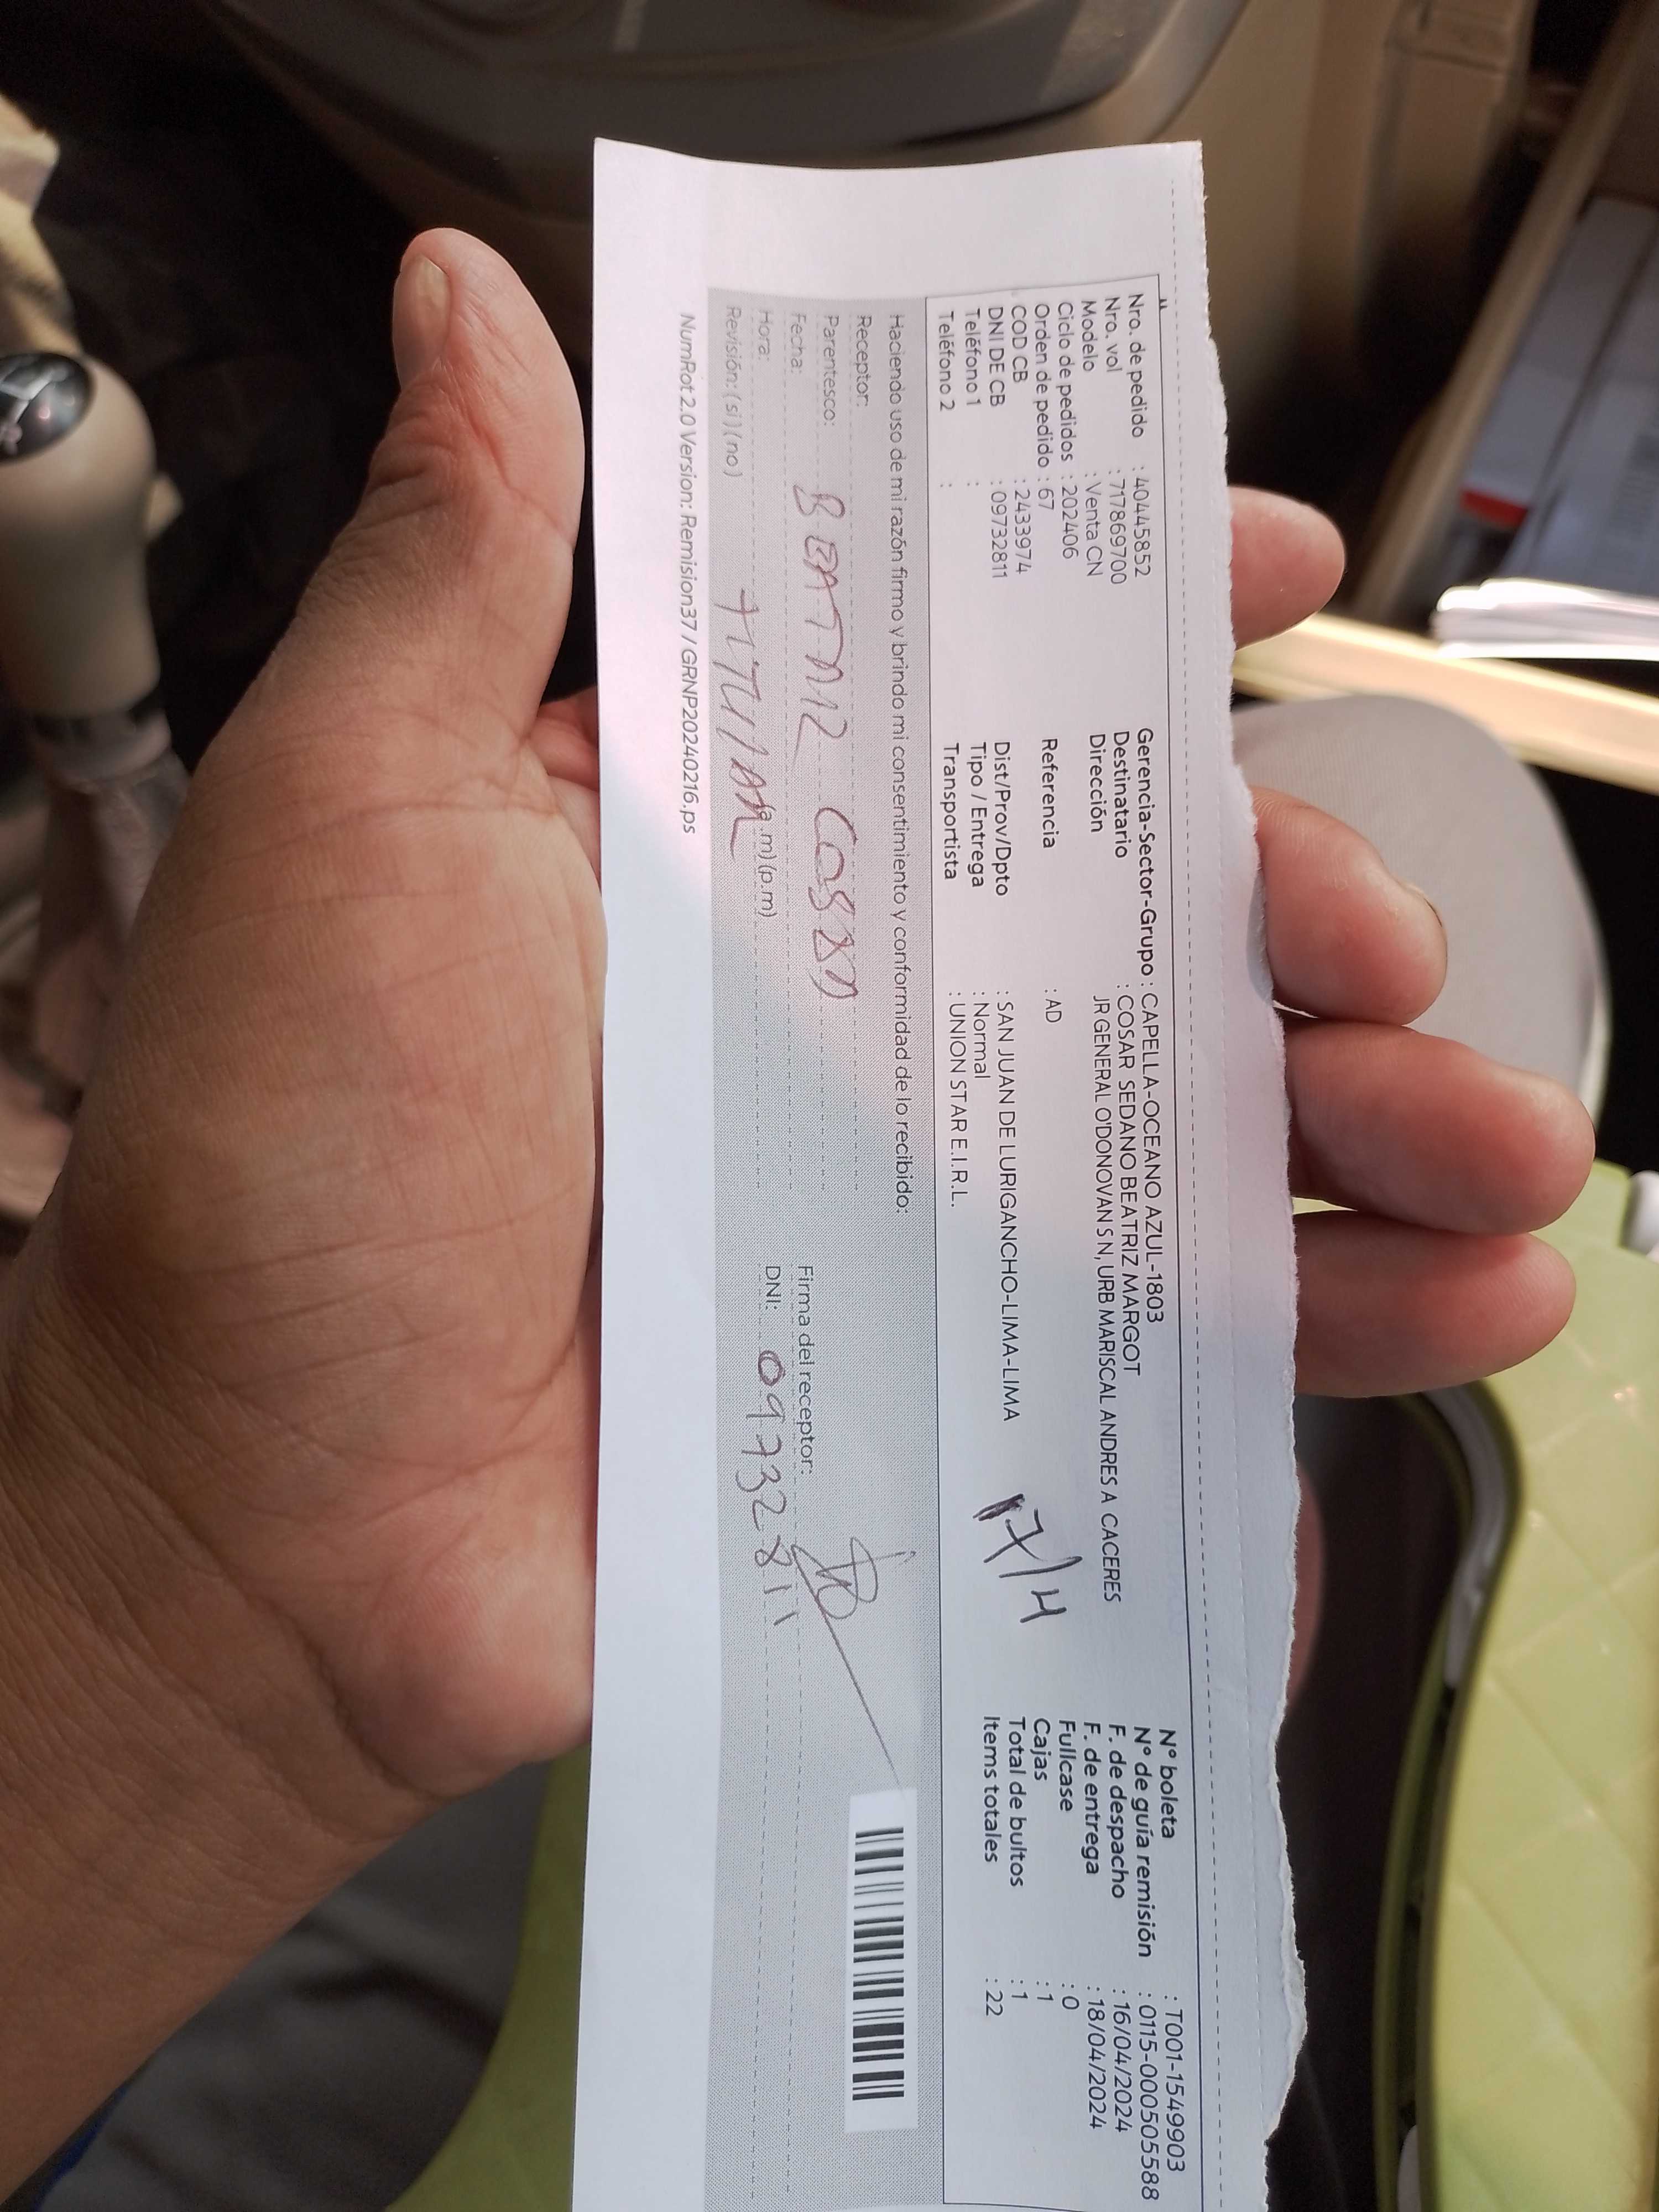 Nro. de pedido : 40445852
Nro. vol : 717869700
Modelo : Venta CN
Ciclo de pedidos : 202406
Orden de pedido : 67
COD CB : 2433974
DNI DE CB : 09732811
Teléfono 1 :
Teléfono 2 :
Gerencia-Sector-Grupo : CAPELLA-OCEANO AZUL-1803
Destinatario : COSAR SEDANO BEATRIZ MARGOT
Dirección JR GENERAL O'DONOVAN S N, URB MARISCAL ANDRES A CACERES
Referencia : AD
Dist/Prov/Dpto : SAN JUAN DE LURIGANCHO-LIMA-LIMA
Tipo / Entrega : Normal
Transportista : UNION STAR E.I.R.L.
17/4
N° boleta : T001-1549903
N° de guía remisión : 0115-0005055588
F. de despacho : 16/04/2024
F. de entrega : 18/04/2024
Fullcase : 0
Cajas : 1
Total de bultos : 1
Items totales : 22
Haciendo uso de mi razón firmo y brindo mi consentimiento y conformidad de lo recibido:
Receptor:
Parentesco: BEATRIZ COSAR
Fecha:
Hora: (a.m)(p.m)
Revisión: (si) (no) TITULAR
Firma del receptor:
DNI: 09732811
NumRot 2.0 Version: Remision37 / GRNP20240216.ps